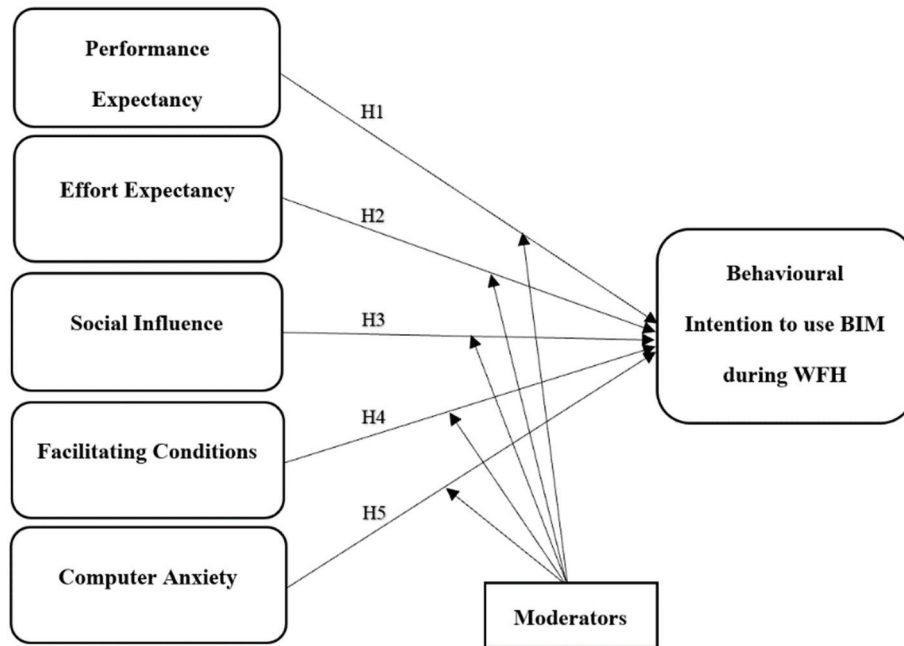 Performance
Expectancy
H1
Effort Expectancy
H2
Social Influence
H3
Facilitating Conditions
H4
Computer Anxiety
H5
Behavioural
Intention to use BIM
during WFH
Moderators